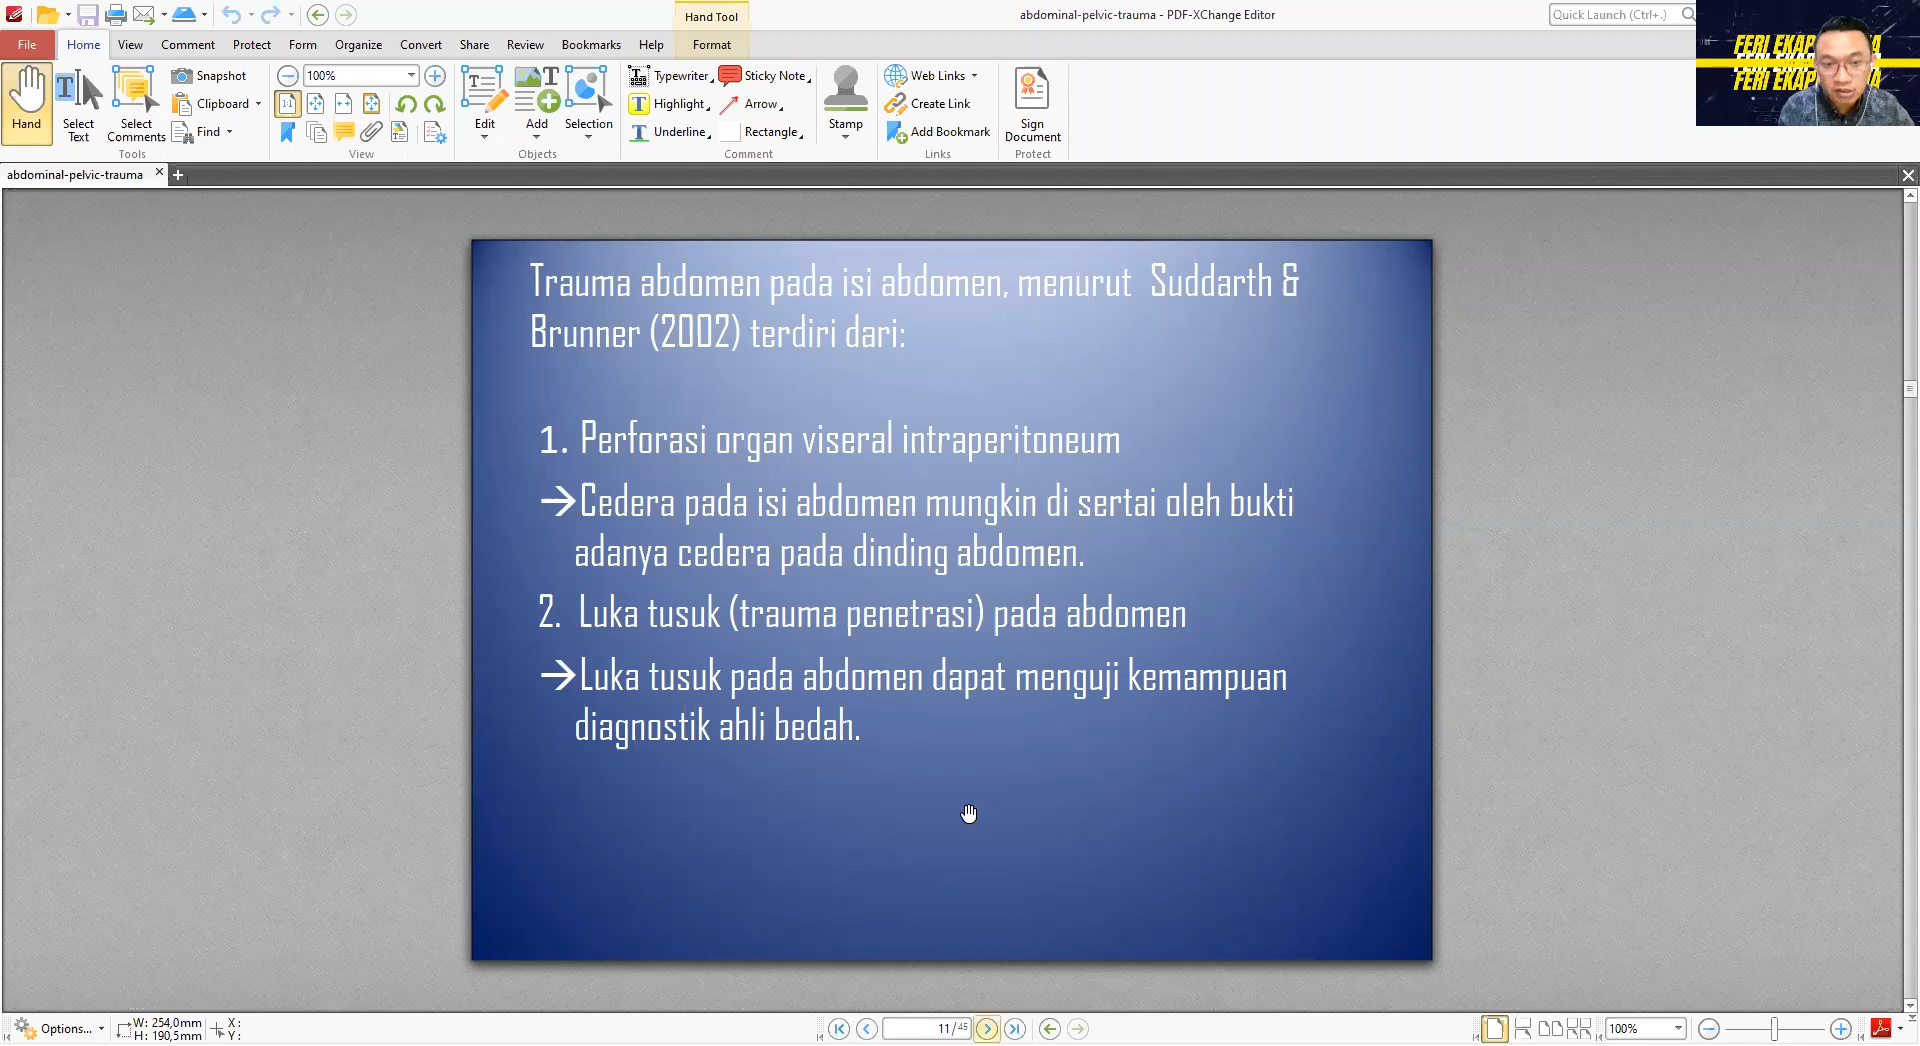 Hand Tool
abdominal-pelvic-trauma - PDF-XChange Editor
Quick Launch (Ctrl+.)
File
Home
View
Comment
Protect
Form
Organize
Convert
Share
Review
Bookmarks
Help
Format
Hand
Select Text
Select Comments
Snapshot
Clipboard
Find
Tools
100%
1:1
View
Edit
Add
Selection
Objects
Typewriter
Sticky Note
Highlight
Arrow
Underline
Rectangle
Comment
Stamp
Web Links
Create Link
Add Bookmark
Links
Sign Document
Protect
FERI EKAP
FERI EKAP
abdominal-pelvic-trauma
Trauma abdomen pada isi abdomen, menurut Suddarth &
Brunner (2002) terdiri dari:
1. Perforasi organ viseral intraperitoneum
→Cedera pada isi abdomen mungkin di sertai oleh bukti
adanya cedera pada dinding abdomen.
2. Luka tusuk (trauma penetrasi) pada abdomen
→Luka tusuk pada abdomen dapat menguji kemampuan
diagnostik ahli bedah.
Options...
W: 254,0mm
H: 190,5mm
X:
Y:
11 / 45
100%